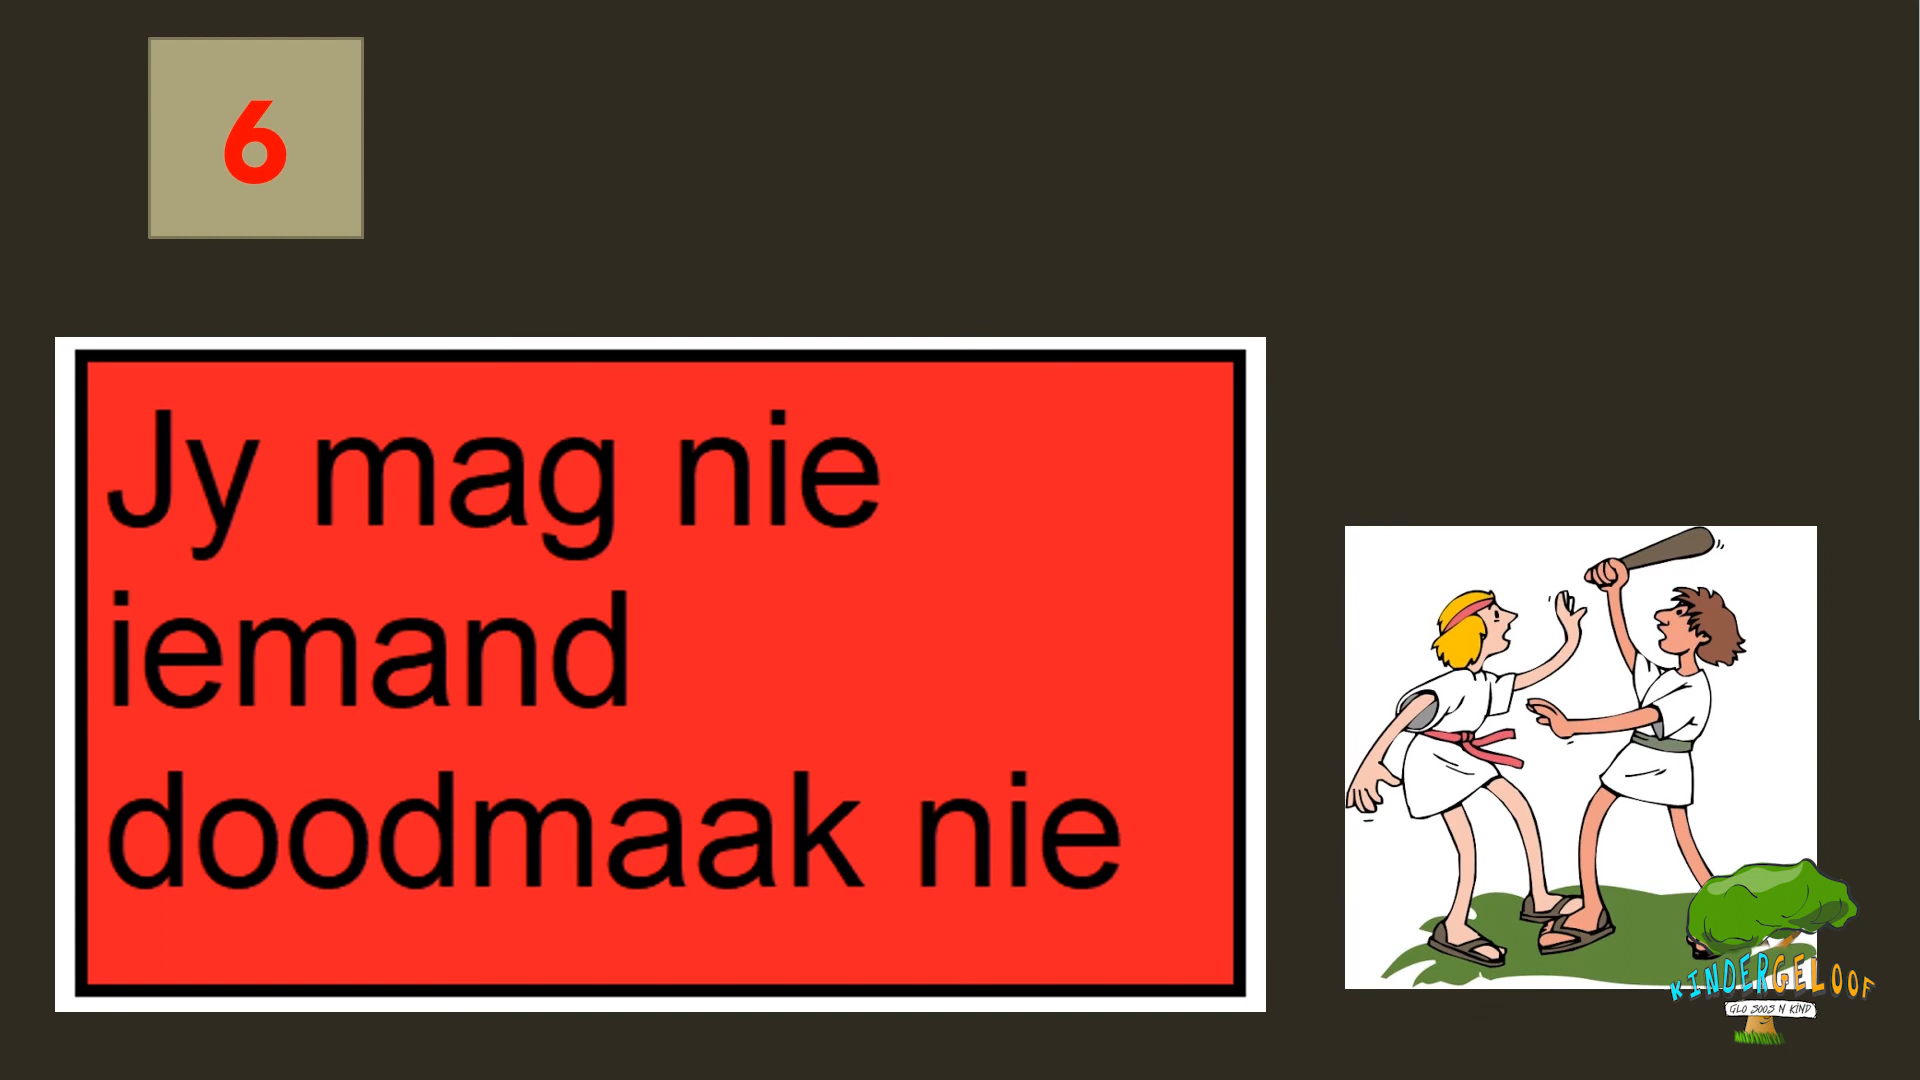 6
Jy mag nie
iemand
doodmaak nie
KINDERGELOOF
GLO SOOS N KIND